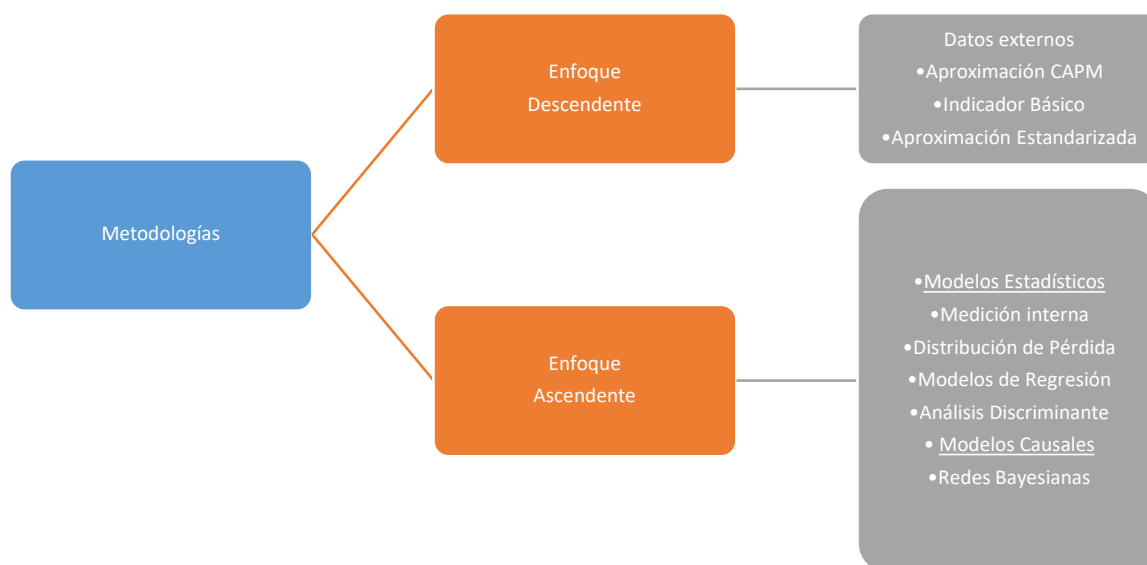 Metodologías
Enfoque
Descendente
Datos externos
•Aproximación CAPM
•Indicador Básico
•Aproximación Estandarizada
Enfoque
Ascendente
•Modelos Estadísticos
•Medición interna
•Distribución de Pérdida
•Modelos de Regresión
•Análisis Discriminante
• Modelos Causales
•Redes Bayesianas